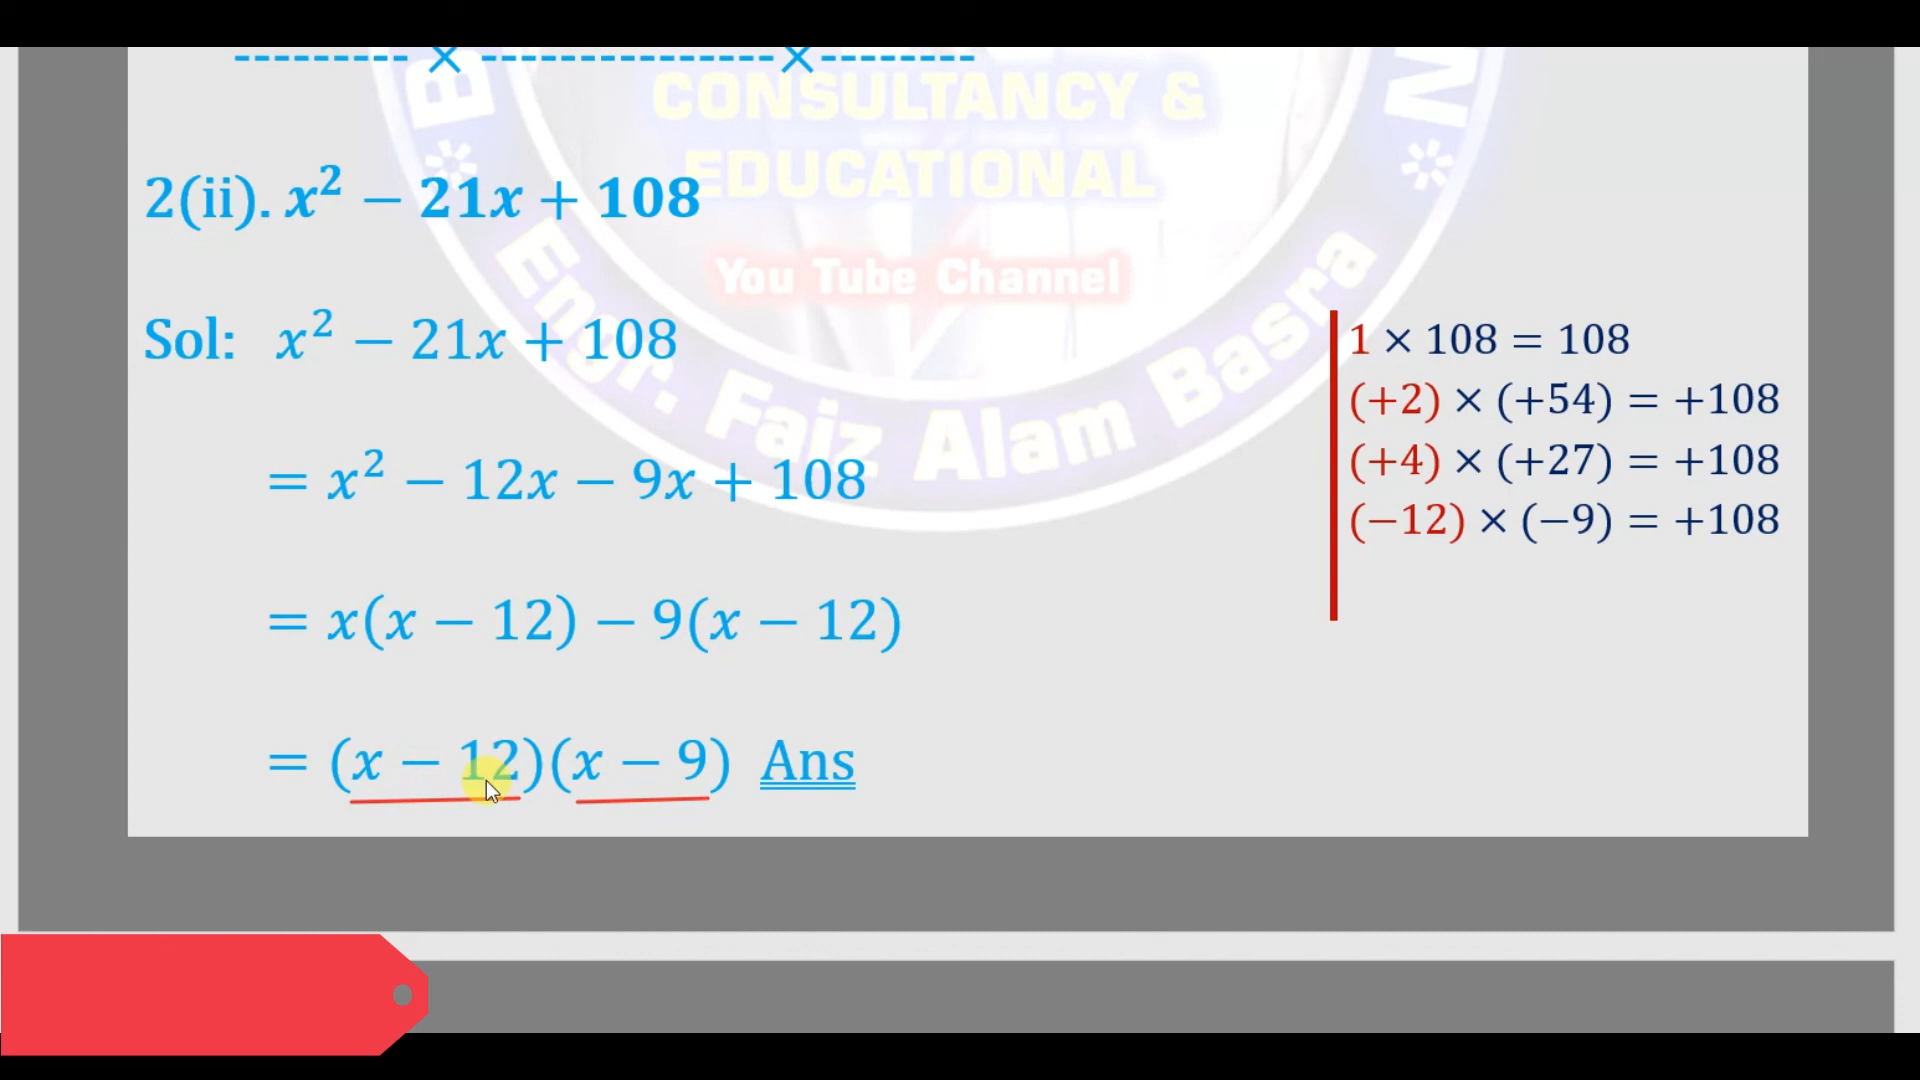 --------- × ---------------×--------
CONSULTANCY &
EDUCATIONAL
You Tube Channel
Engr. Faiz Alam Basra
2(ii). x² − 21x + 108
Sol: x² − 21x + 108
= x² − 12x − 9x + 108
= x(x − 12) − 9(x − 12)
= (x − 12)(x − 9) Ans
1 × 108 = 108
(+2) × (+54) = +108
(+4) × (+27) = +108
(−12) × (−9) = +108